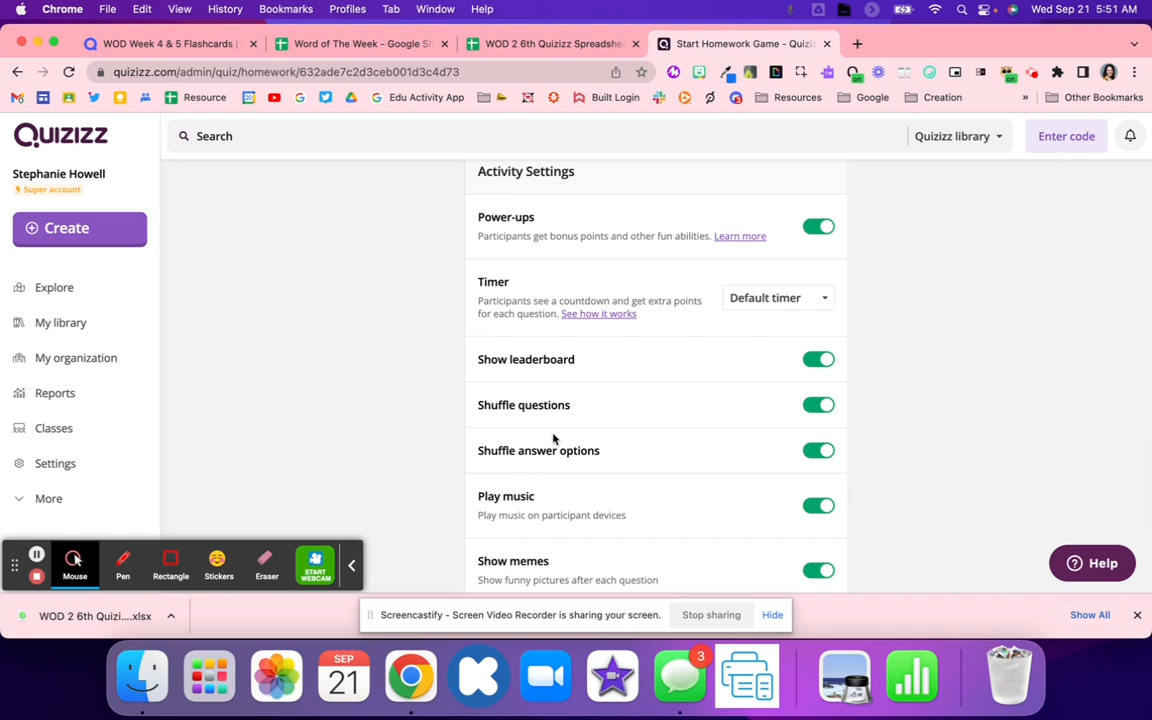 Chrome File Edit View History Bookmarks Profiles Tab Window Help Wed Sep 21 5:51 AM
WOD Week 4 & 5 Flashcards | Word of The Week - Google Sh WOD 2 6th Quizizz Spreadshe Start Homework Game - Quiziz
quizizz.com/admin/quiz/homework/632ade7c2d3ceb001d3c4d73
Resource Edu Activity App Built Login Resources Google Creation » Other Bookmarks
Quizizz
Search Quizizz library Enter code
Stephanie Howell
Super account
Create
Explore
My library
My organization
Reports
Classes
Settings
More
Activity Settings
Power-ups
Participants get bonus points and other fun abilities. Learn more
Timer
Participants see a countdown and get extra points
for each question. See how it works
Default timer
Show leaderboard
Shuffle questions
Shuffle answer options
Play music
Play music on participant devices
Show memes
Show funny pictures after each question
Help
Mouse Pen Rectangle Stickers Eraser START
WEBCAM
WOD 2 6th Quizi....xlsx
Screencastify - Screen Video Recorder is sharing your screen. Stop sharing Hide
Show All
SEP
21
3